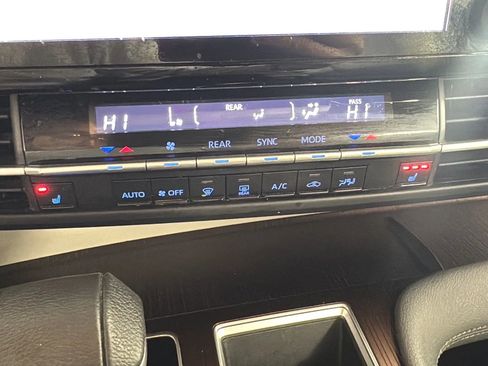 REAR PASS
HI HI
REAR SYNC MODE
AUTO OFF REAR A/C